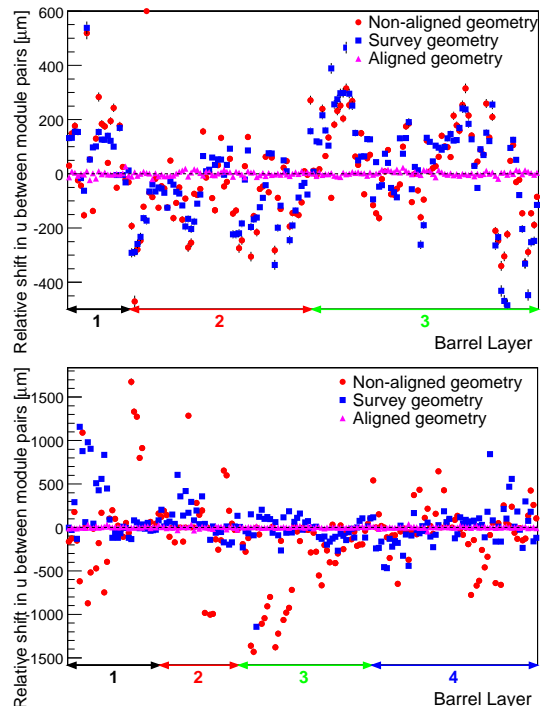 Relative shift in u between module pairs [μm]
600
Non-aligned geometry
Survey geometry
Aligned geometry
400
200
0
-200
-400
1
2
3
Barrel Layer
Relative shift in u between module pairs [μm]
Non-aligned geometry
Survey geometry
Aligned geometry
1500
1000
500
0
-500
1000
1500
1
2
3
4
Barrel Layer